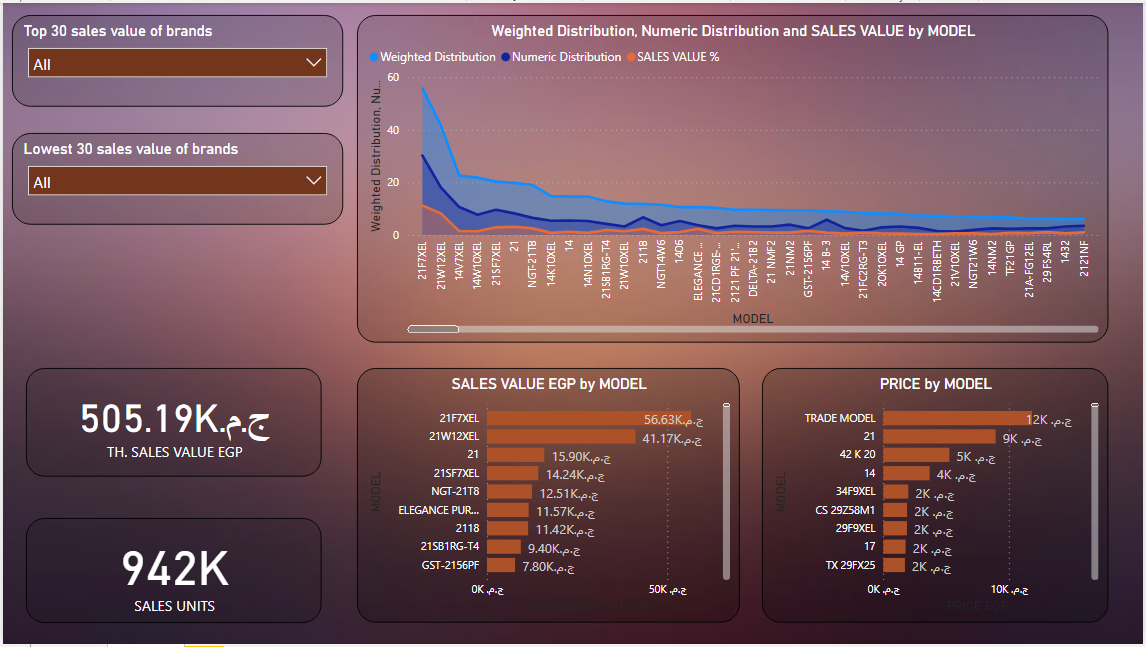 Top 30 sales value of brands
All
Lowest 30 sales value of brands
All
505.19K.ج.م
TH. SALES VALUE EGP
942K
SALES UNITS
Weighted Distribution, Numeric Distribution and SALES VALUE by MODEL
Weighted Distribution Numeric Distribution SALES VALUE %
Weighted Distribution, Nu...
60
40
20
0
21F7XEL
21W12XEL
14V7XEL
14W10XEL
21SF7XEL
21
NGT-21T8
14K10XEL
14
14N10XEL
21SB1RG-T4
21W10XEL
2118
NGT14W6
1406
ELEGANCE ...
21CD1RGE-...
2121 PF 21'...
DELTA-21B2
21 NMF2
21NM2
GST-2156PF
14 B-3
14V10XEL
21FC2RG-T3
20K10XEL
14 GP
14B11-EL
14CD1RBETH
21V10XEL
NGT21W6
14NM2
TF21GP
21A-FG12EL
29 FS4RL
1432
2121NF
MODEL
SALES VALUE EGP by MODEL
MODEL
21F7XEL 56.63K.ج.م
21W12XEL 41.17K.ج.م
21 15.90K.ج.م
21SF7XEL 14.24K.ج.م
NGT-21T8 12.51K.ج.م
ELEGANCE PUR... 11.57K.ج.م
2118 11.42K.ج.م
21SB1RG-T4 9.40K.ج.م
GST-2156PF 7.80K.ج.م
0K ج.م. 50K ج.م.
PRICE by MODEL
MODEL
TRADE MODEL 12K ج.م.
21 9K ج.م.
42 K 20 5K ج.م.
14 4K ج.م.
34F9XEL 2K ج.م.
CS 29Z58M1 2K ج.م.
29F9XEL 2K ج.م.
17 2K ج.م.
TX 29FX25 2K ج.م.
0K ج.م. 10K ج.م.
PRICE EGP